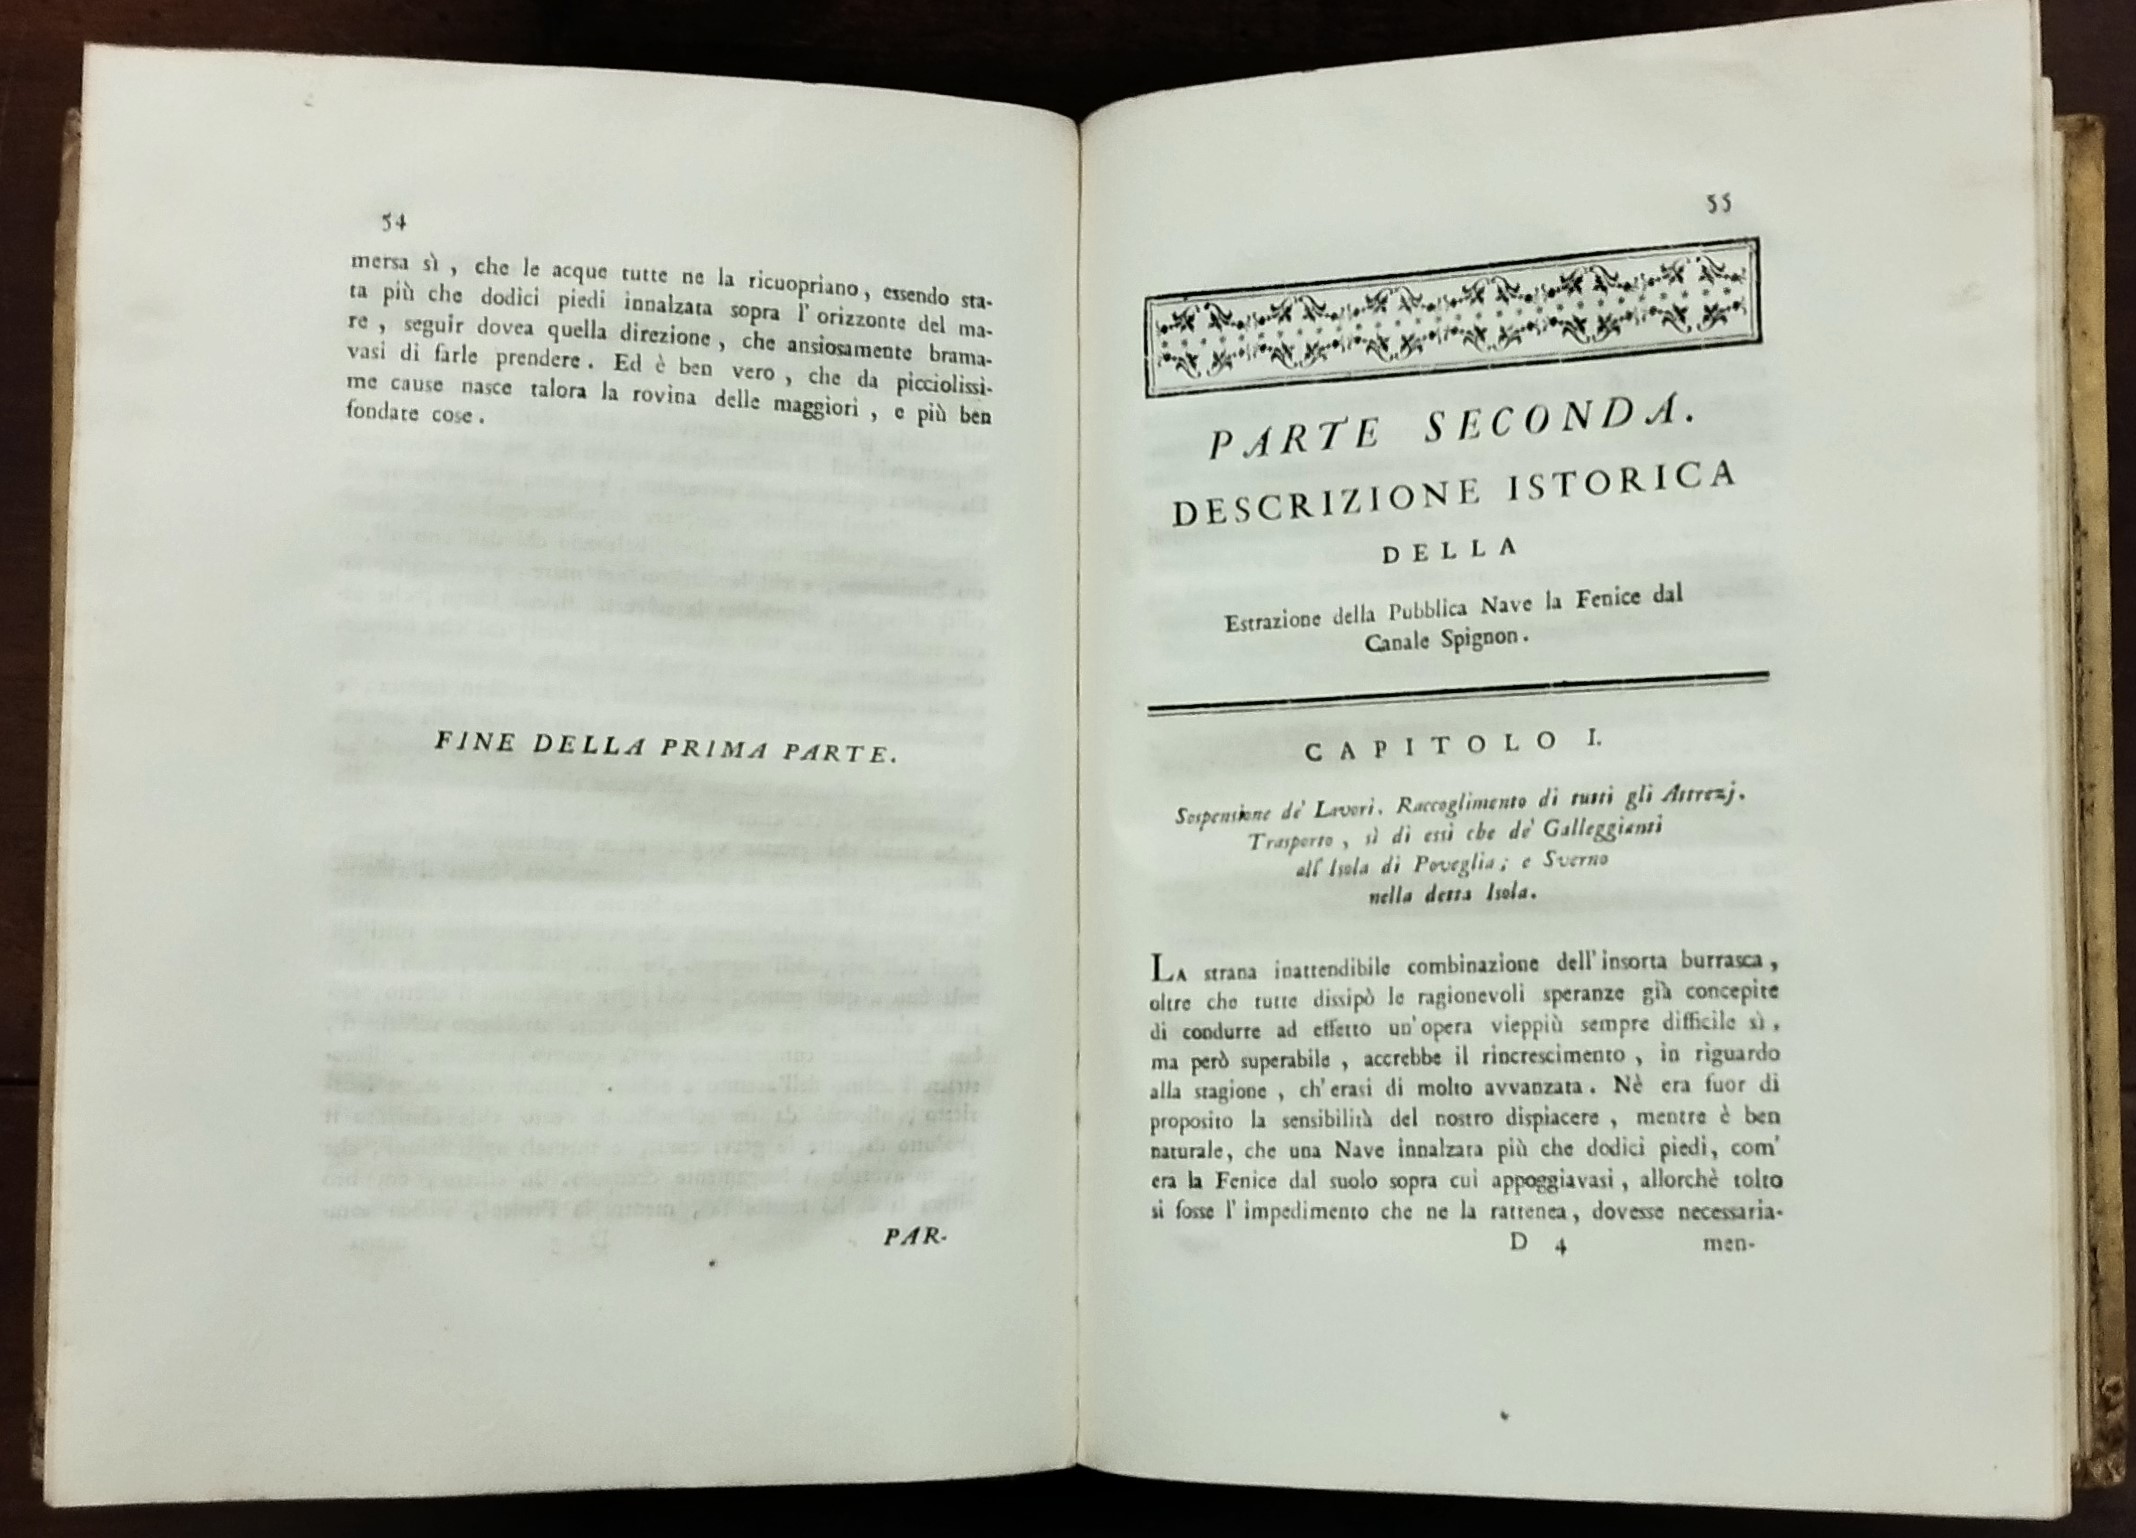 54
mersa sì, che le acque tutte ne la ricuopriano, essendo sta-
ta più che dodici piedi innalzata sopra l'orizzonte del ma-
re, seguir dovea quella direzione, che ansiosamente brama-
vasi di farle prendere. Ed è ben vero, che da picciolissi-
me cause nasce talora la rovina delle maggiori, e più ben
fondate cose.
FINE DELLA PRIMA PARTE.
PAR-
55
PARTE SECONDA.
DESCRIZIONE ISTORICA
DELLA
Estrazione della Pubblica Nave la Fenice dal
Canale Spignon.
CAPITOLO I.
Sospensione de' Lavori. Raccoglimento di tutti gli Attrezj.
Trasporto, sì di essi che de' Galleggianti
all'Isola di Poveglia; e Sverno
nella detta Isola.
LA strana inattendibile combinazione dell'insorta burrasca,
oltre che tutte dissipò le ragionevoli speranze già concepite
di condurre ad effetto un'opera vieppiù sempre difficile sì,
ma però superabile, accrebbe il rincrescimento, in riguardo
alla stagione, ch'erasi di molto avvanzata. Nè era fuor di
proposito la sensibilità del nostro dispiacere, mentre è ben
naturale, che una Nave innalzata più che dodici piedi, com'
era la Fenice dal suolo sopra cui appoggiavasi, allorchè tolto
si fosse l'impedimento che ne la rattenea, dovesse necessaria-
D 4 men-